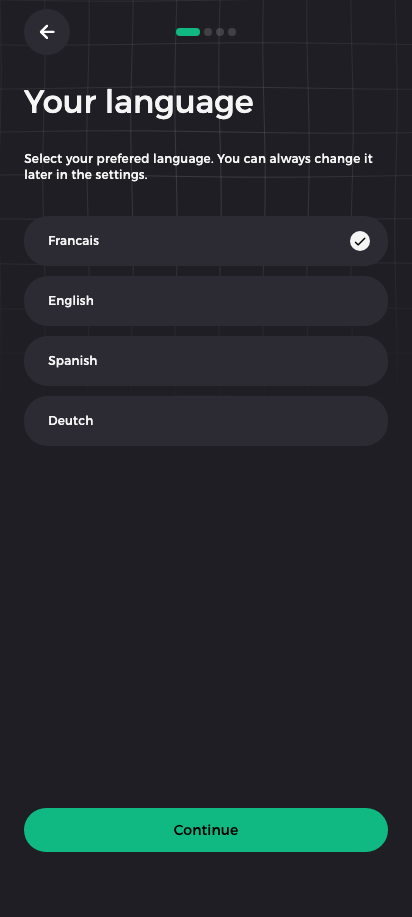 Your language
Select your prefered language. You can always change it
later in the settings.
Francais
English
Spanish
Deutch
Continue